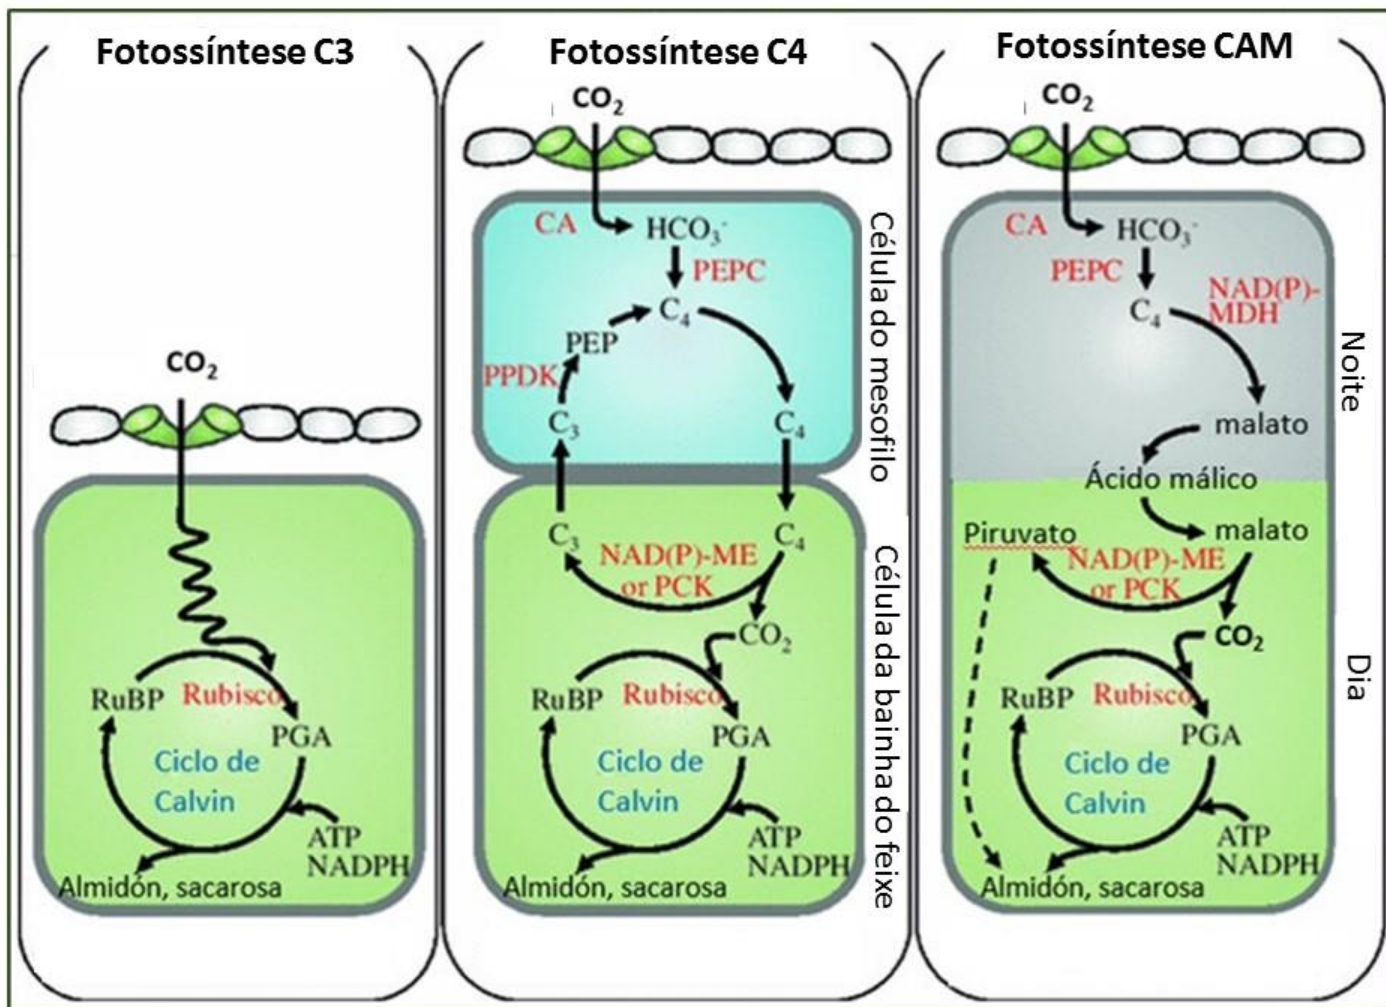 Fotossíntese C3
CO₂
RuBP
Rubisco
PGA
Ciclo de
Calvin
ATP
NADPH
Almidón, sacarosa
Fotossíntese C4
CO₂
CA
HCO₃⁻
PEPC
C₄
PEP
PPDK
C₃
C₄
Célula do mesofilo
C₃
C₄
NAD(P)-ME
or PCK
CO₂
RuBP
Rubisco
PGA
Ciclo de
Calvin
ATP
NADPH
Almidón, sacarosa
Célula da bainha do feixe
Fotossíntese CAM
CO₂
CA
HCO₃⁻
PEPC
C₄
NAD(P)-
MDH
malato
Ácido málico
Noite
Piruvato
malato
NAD(P)-ME
or PCK
CO₂
RuBP
Rubisco
PGA
Ciclo de
Calvin
ATP
NADPH
Almidón, sacarosa
Dia